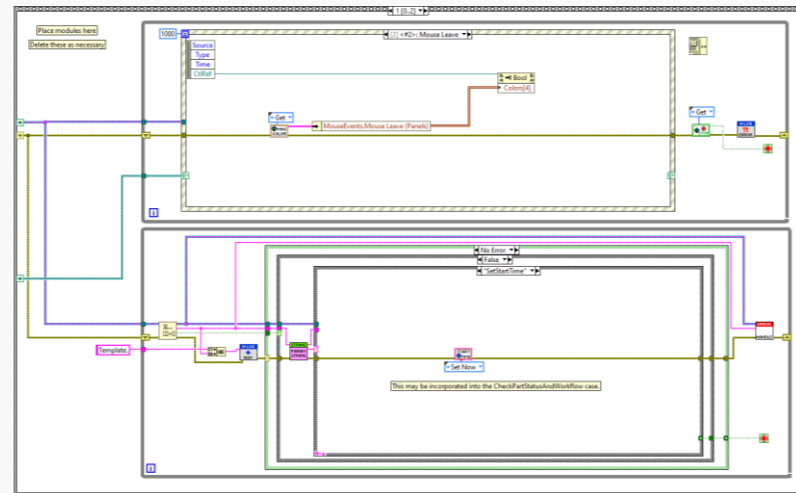 1 [0..2]
Place modules here
Delete these as necessary
1000
[2] <#2>: Mouse Leave
Source
Type
Time
CtlRef
Bool
Colors[4]
Get
MouseEvents.Mouse Leave (Panels)
Get
i
No Error
False
"SetStartTime"
Template.
Set Now
This may be incorporated into the CheckPartStatusAndWorkflow case.
i